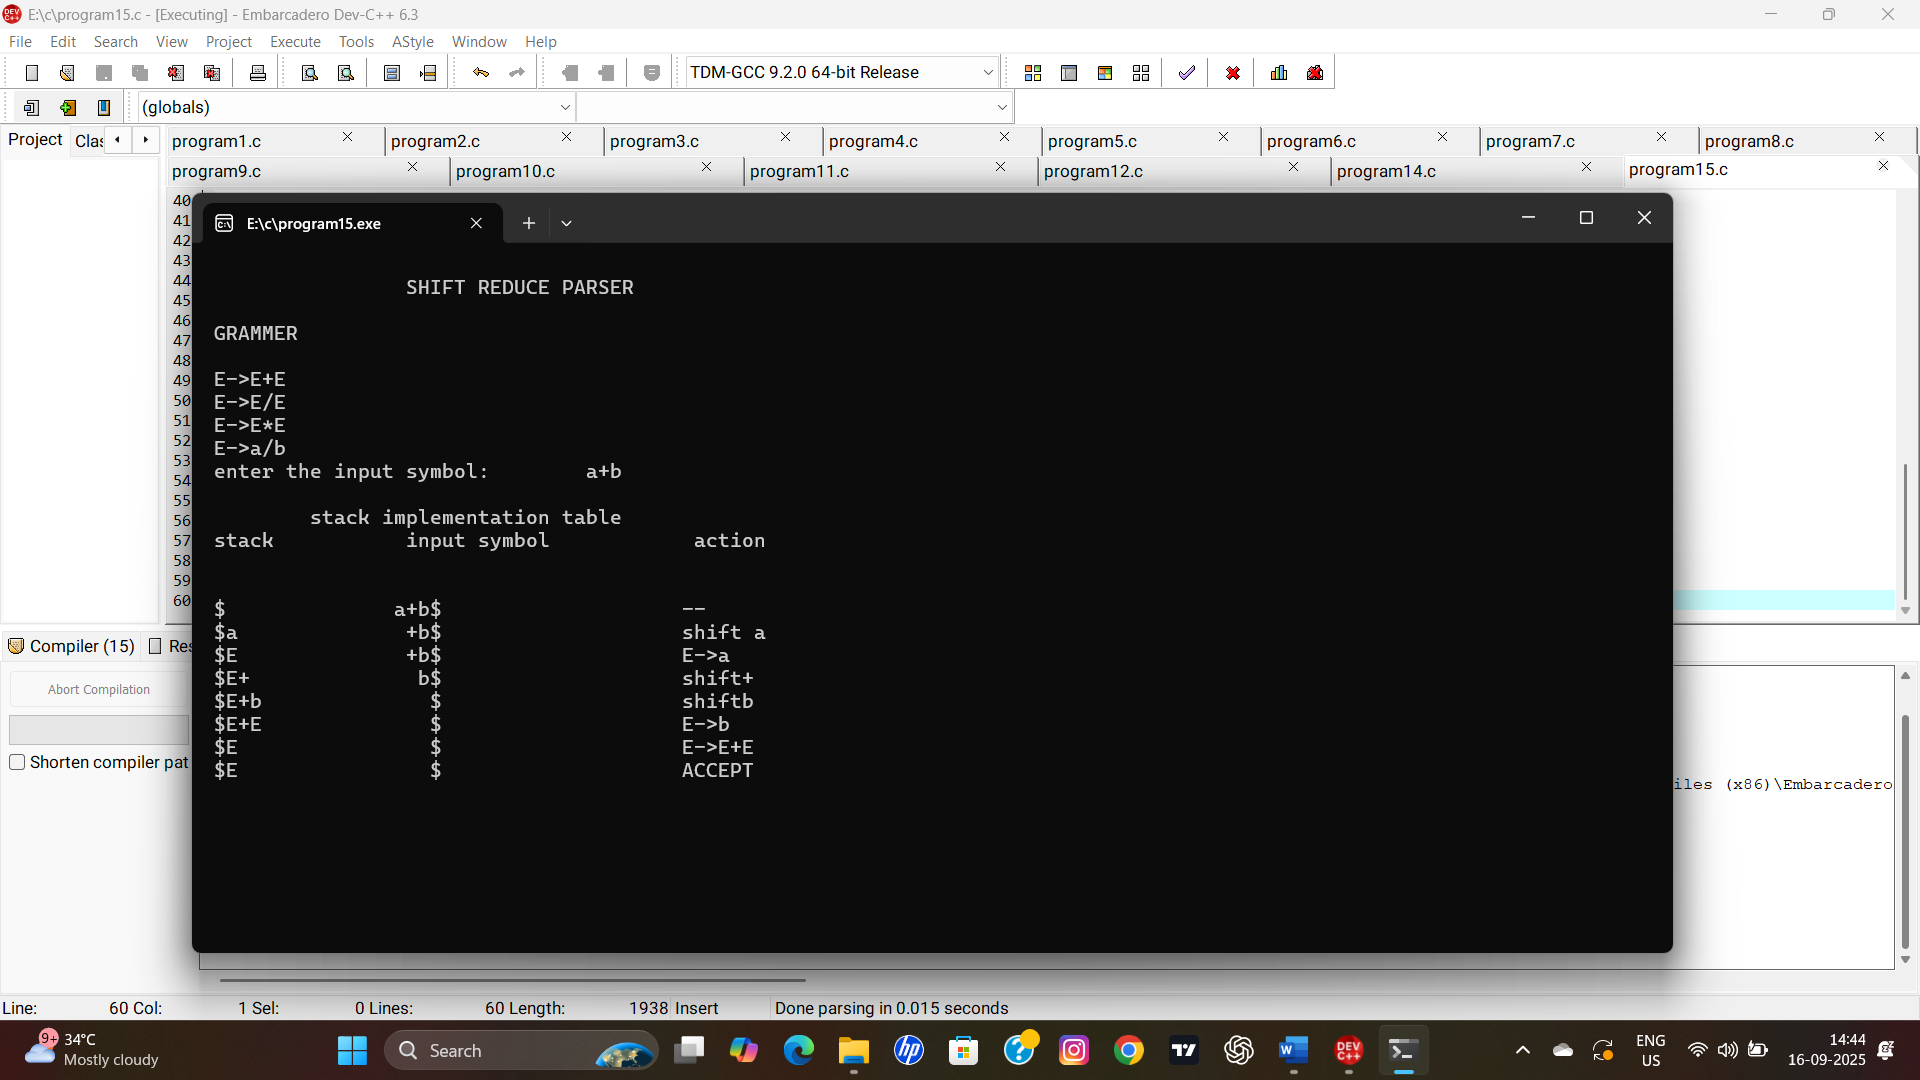 E:\c\program15.c - [Executing] - Embarcadero Dev-C++ 6.3
File Edit Search View Project Execute Tools AStyle Window Help
TDM-GCC 9.2.0 64-bit Release
(globals)
Project Clas
program1.c program2.c program3.c program4.c program5.c program6.c program7.c program8.c
program9.c program10.c program11.c program12.c program14.c program15.c
40
41
42
43
44
45
46
47
48
49
50
51
52
53
54
55
56
57
58
59
60
E:\c\program15.exe
SHIFT REDUCE PARSER
GRAMMER
E->E+E
E->E/E
E->E*E
E->a/b
enter the input symbol: a+b
stack implementation table
stack input symbol action
$ a+b$ --
$a +b$ shift a
$E +b$ E->a
$E+ b$ shift+
$E+b $ shiftb
$E+E $ E->b
$E $ E->E+E
$E $ ACCEPT
Compiler (15) Res
Abort Compilation
Shorten compiler pat
iles (x86)\Embarcadero
Line: 60 Col: 1 Sel: 0 Lines: 60 Length: 1938 Insert Done parsing in 0.015 seconds
9+ 34°C
Mostly cloudy
Search
hp
DEV C++
ENG
US
14:44
16-09-2025